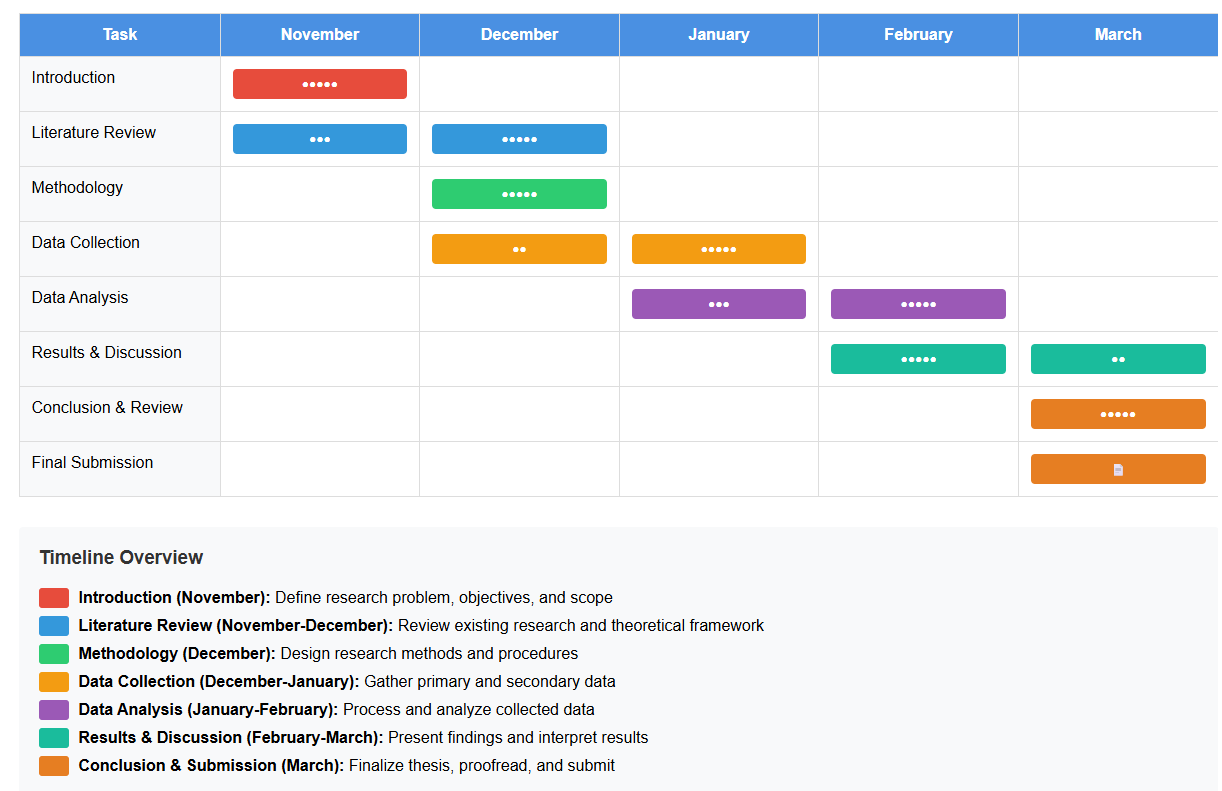 Task November December January February March
Introduction •••••
Literature Review ••• •••••
Methodology •••••
Data Collection •• •••••
Data Analysis ••• •••••
Results & Discussion ••••• ••
Conclusion & Review •••••
Final Submission
Timeline Overview
Introduction (November): Define research problem, objectives, and scope
Literature Review (November-December): Review existing research and theoretical framework
Methodology (December): Design research methods and procedures
Data Collection (December-January): Gather primary and secondary data
Data Analysis (January-February): Process and analyze collected data
Results & Discussion (February-March): Present findings and interpret results
Conclusion & Submission (March): Finalize thesis, proofread, and submit